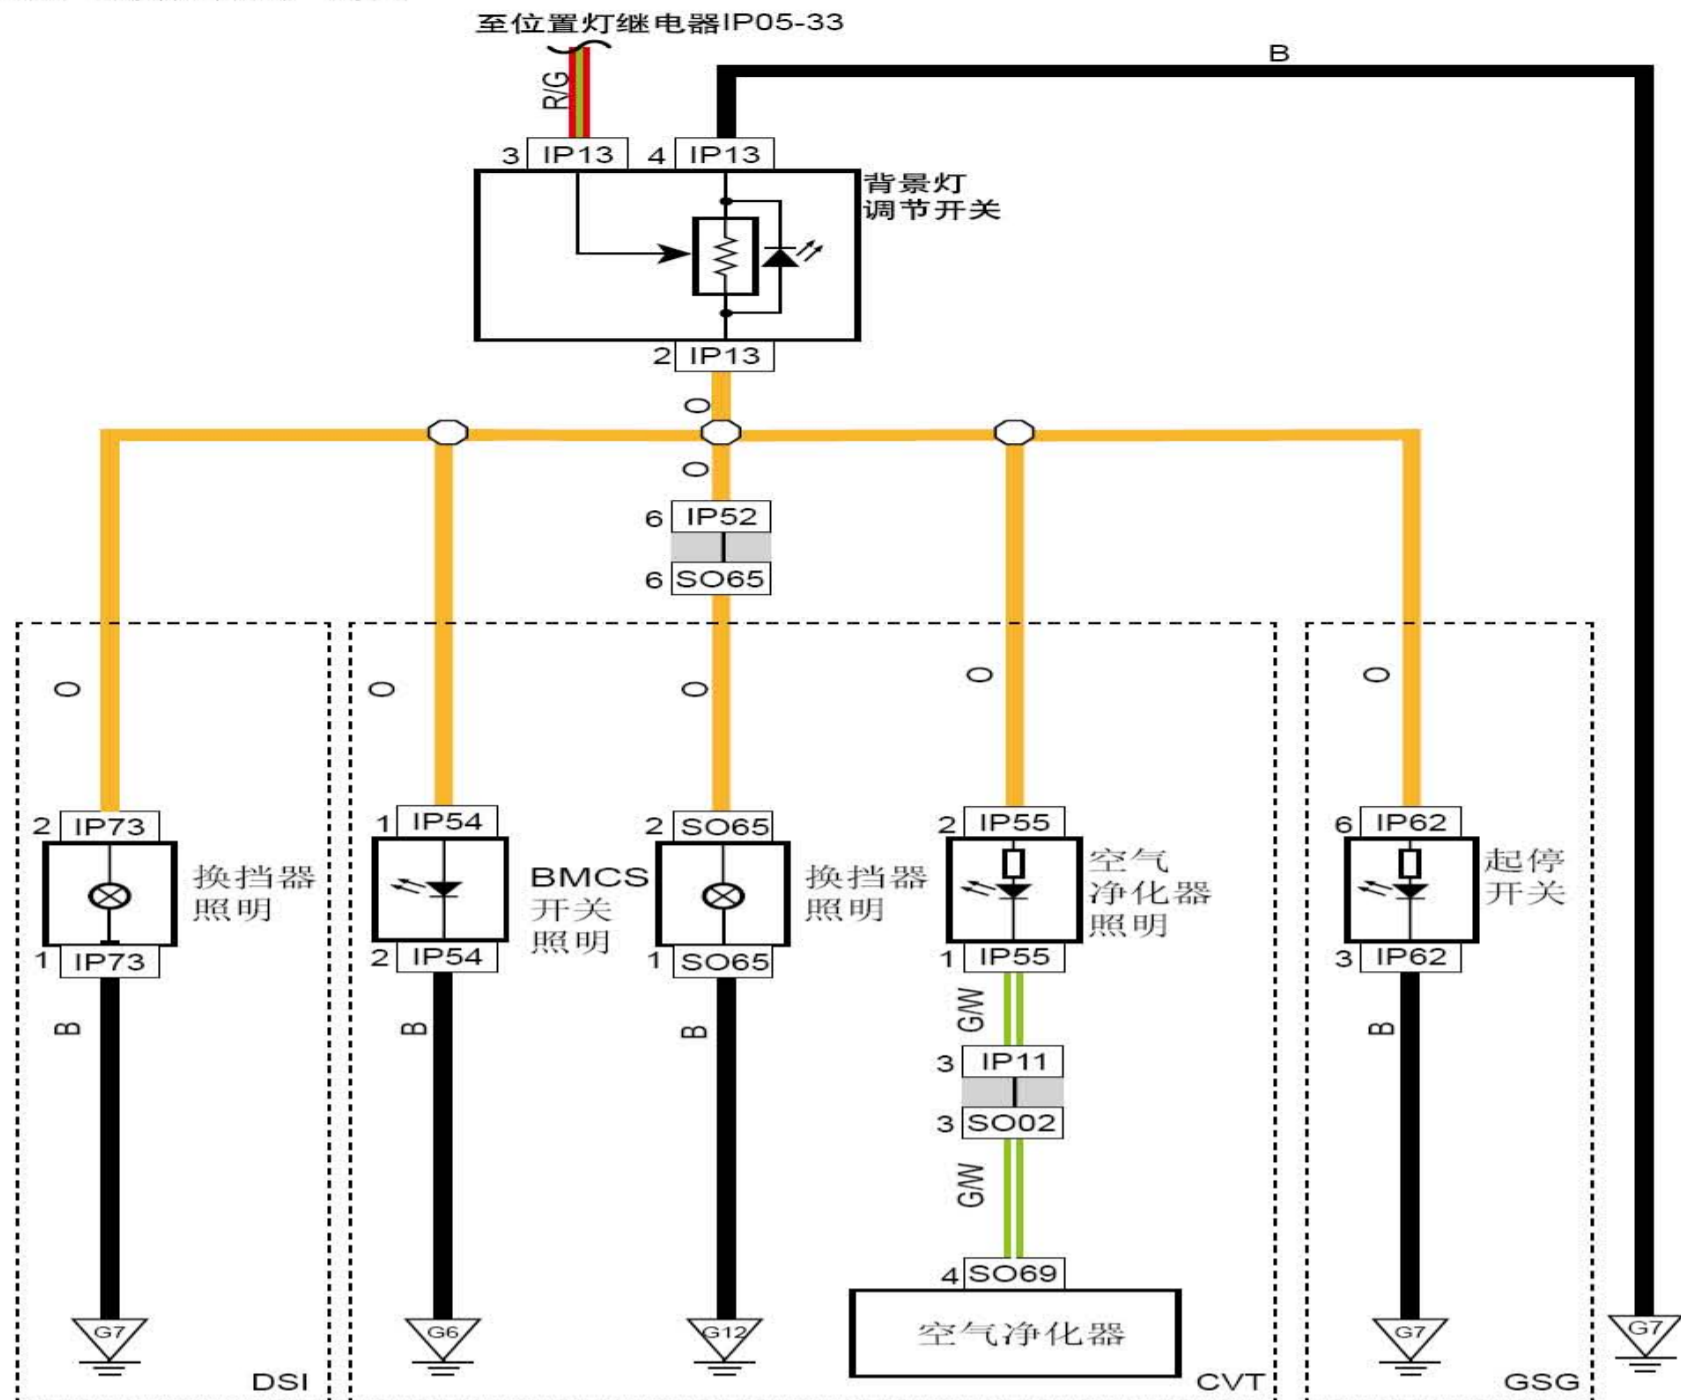 至位置灯继电器IP05-33
B
R/G
3 IP13 4 IP13
背景灯
调节开关
2 IP13
O
O
6 IP52
6 SO65
O O O O O
2 IP73
1 IP54
2 SO65
2 IP55
6 IP62
换挡器
照明
BMCS
开关
照明
换挡器
照明
空气
净化器
照明
起停
开关
1 IP73
2 IP54
1 SO65
1 IP55
3 IP62
B B B G/W B
3 IP11
3 SO02
G/W
4 SO69
空气净化器
G7 G6 G12 G7 G7
DSI CVT GSG